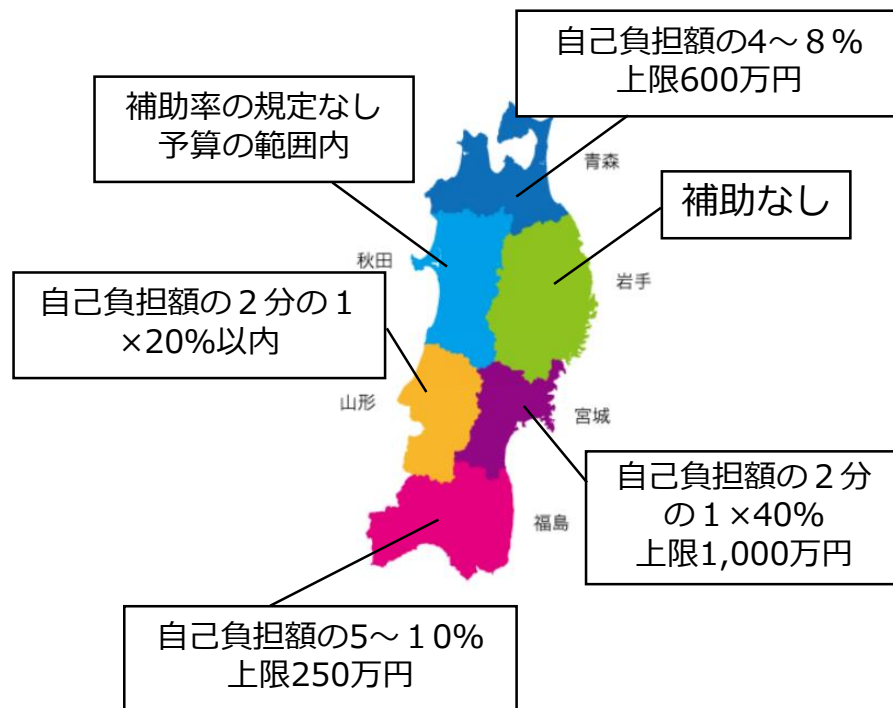 自己負担額の4～８%
上限600万円
補助率の規定なし
予算の範囲内
青森
補助なし
秋田
岩手
自己負担額の２分の１
×20%以内
山形
宮城
自己負担額の２分
の１×40%
上限1,000万円
福島
自己負担額の5～１0%
上限250万円